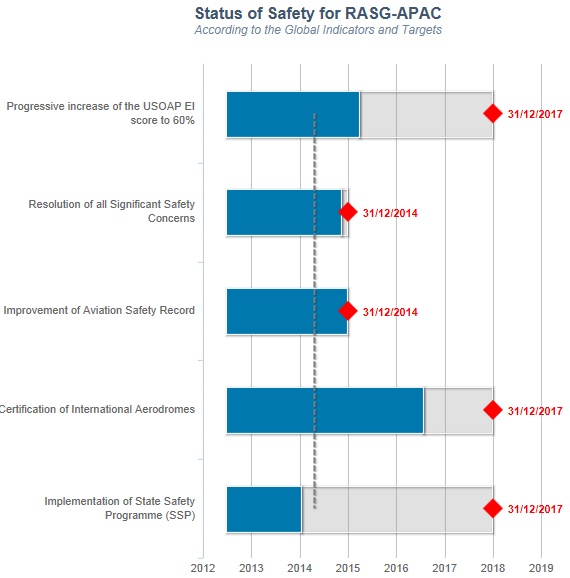 Status of Safety for RASG-APAC
According to the Global Indicators and Targets
Progressive increase of the USOAP EI
score to 60%
31/12/2017
Resolution of all Significant Safety
Concerns
31/12/2014
Improvement of Aviation Safety Record
31/12/2014
Certification of International Aerodromes
31/12/2017
Implementation of State Safety
Programme (SSP)
31/12/2017
2012 2013 2014 2015 2016 2017 2018 2019